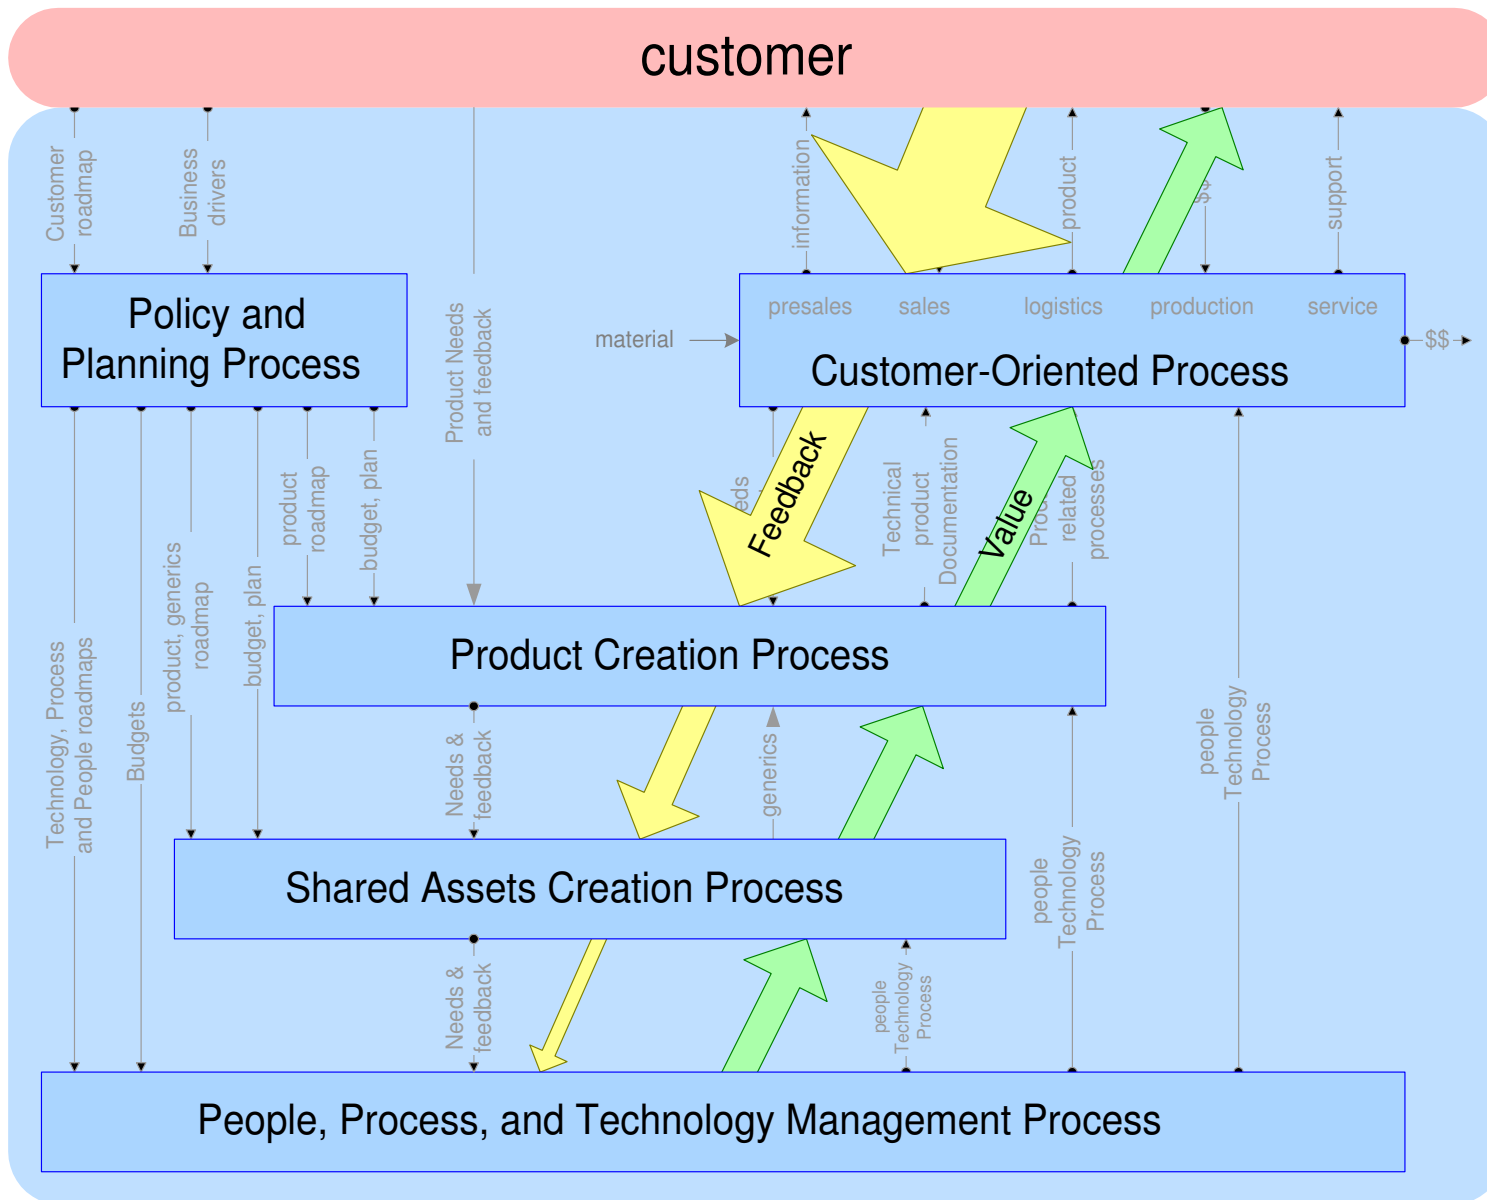 customer
Customer
roadmap
Business
drivers
information
product
$$
support
Policy and
Planning Process
Product Needs
and feedback
material
presales
sales
logistics
production
service
Customer-Oriented Process
$$
product
roadmap
budget, plan
Feedback
Technical
product
Documentation
Value
related
processes
product, generics
roadmap
budget, plan
Technology, Process
and People roadmaps
Budgets
Product Creation Process
Needs &
feedback
generics
people
Technology
Process
Shared Assets Creation Process
people
Technology
Process
Needs &
feedback
people
Technology
Process
People, Process, and Technology Management Process